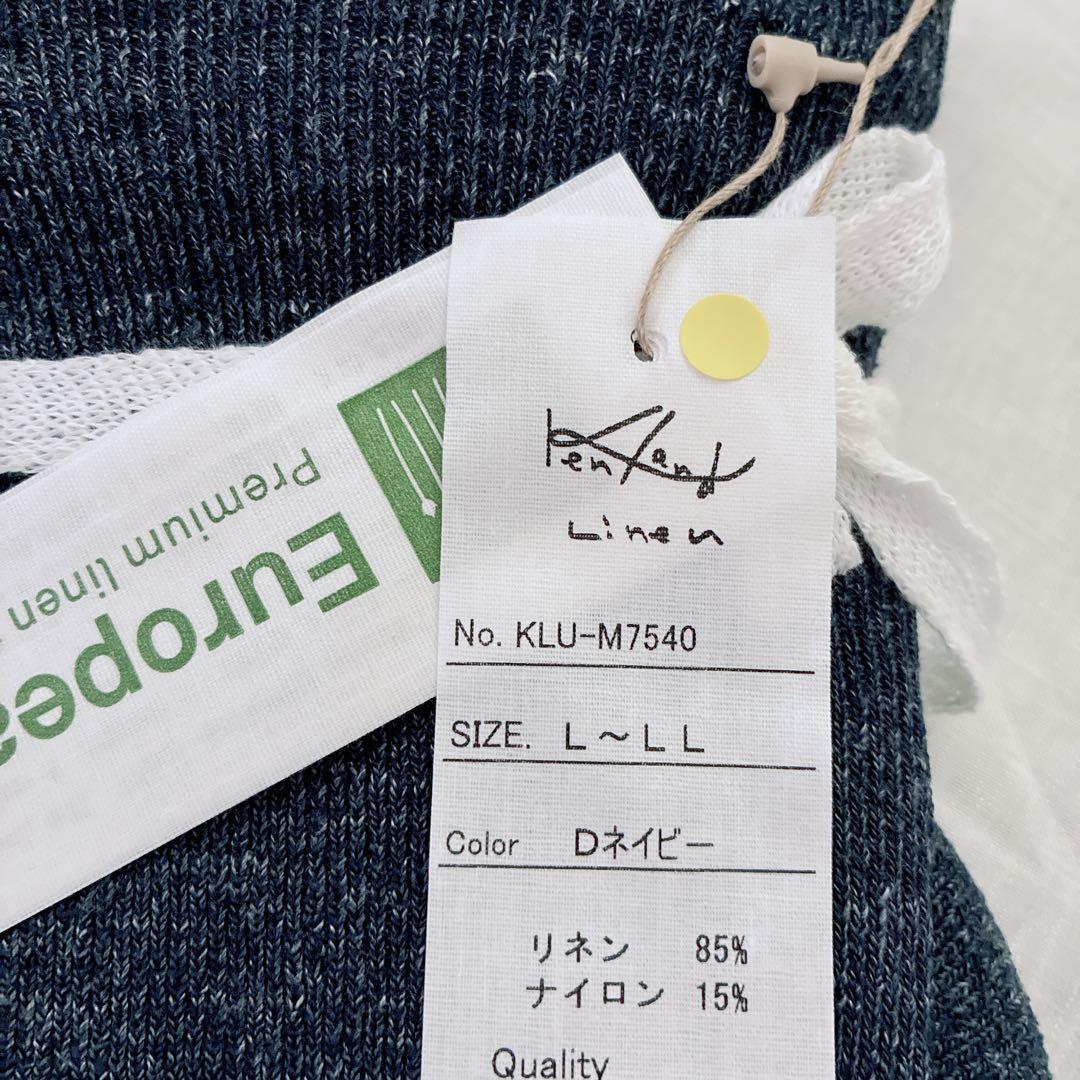 KenLand
Linen
No. KLU-M7540
SIZE. L～LL
Color Dネイビー
リネン 85%
ナイロン 15%
Quality
Europea
Premium linen